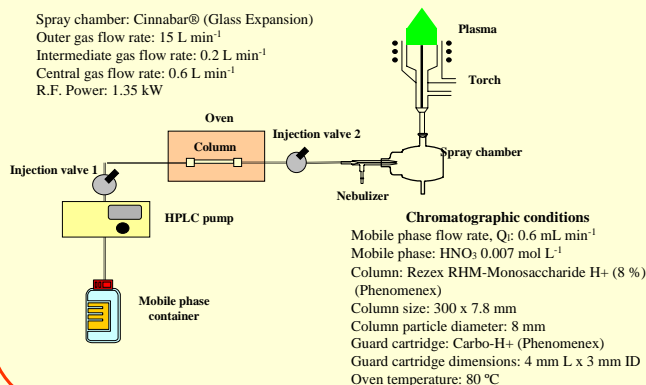 Spray chamber: Cinnabar® (Glass Expansion)
Outer gas flow rate: 15 L min-1
Intermediate gas flow rate: 0.2 L min-1
Central gas flow rate: 0.6 L min-1
R.F. Power: 1.35 kW
Plasma
Torch
Oven
Column
Injection valve 2
Injection valve 1
Spray chamber
Nebulizer
HPLC pump
Mobile phase
container
Chromatographic conditions
Mobile phase flow rate, Ql: 0.6 mL min-1
Mobile phase: HNO3 0.007 mol L-1
Column: Rezex RHM-Monosaccharide H+ (8 %)
(Phenomenex)
Column size: 300 x 7.8 mm
Column particle diameter: 8 mm
Guard cartridge: Carbo-H+ (Phenomenex)
Guard cartridge dimensions: 4 mm L x 3 mm ID
Oven temperature: 80 ºC